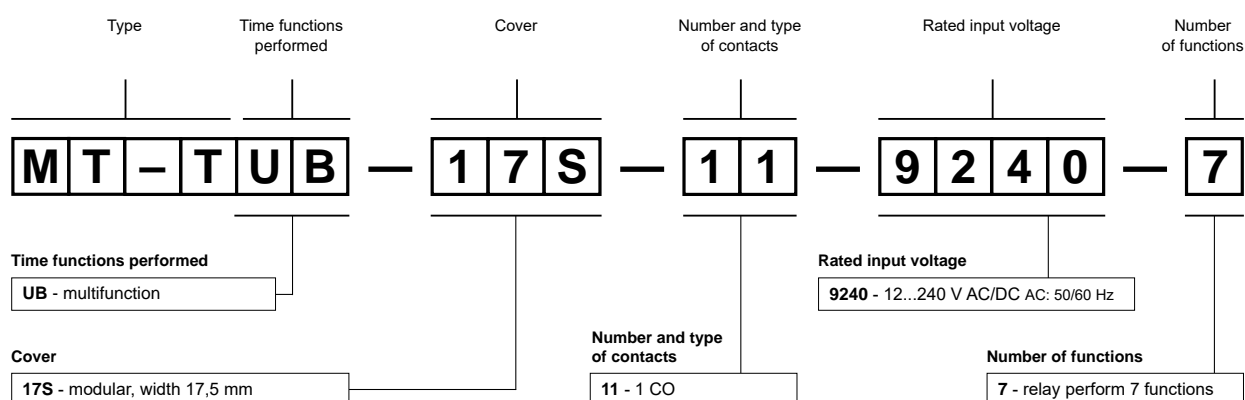 Type
Time functions
performed
Cover
Number and type
of contacts
Rated input voltage
Number
of functions
MT–TUB — 17S — 11 — 9240 — 7
Time functions performed
UB - multifunction
Rated input voltage
9240 - 12...240 V AC/DC AC: 50/60 Hz
Cover
17S - modular, width 17,5 mm
Number and type
of contacts
11 - 1 CO
Number of functions
7 - relay perform 7 functions